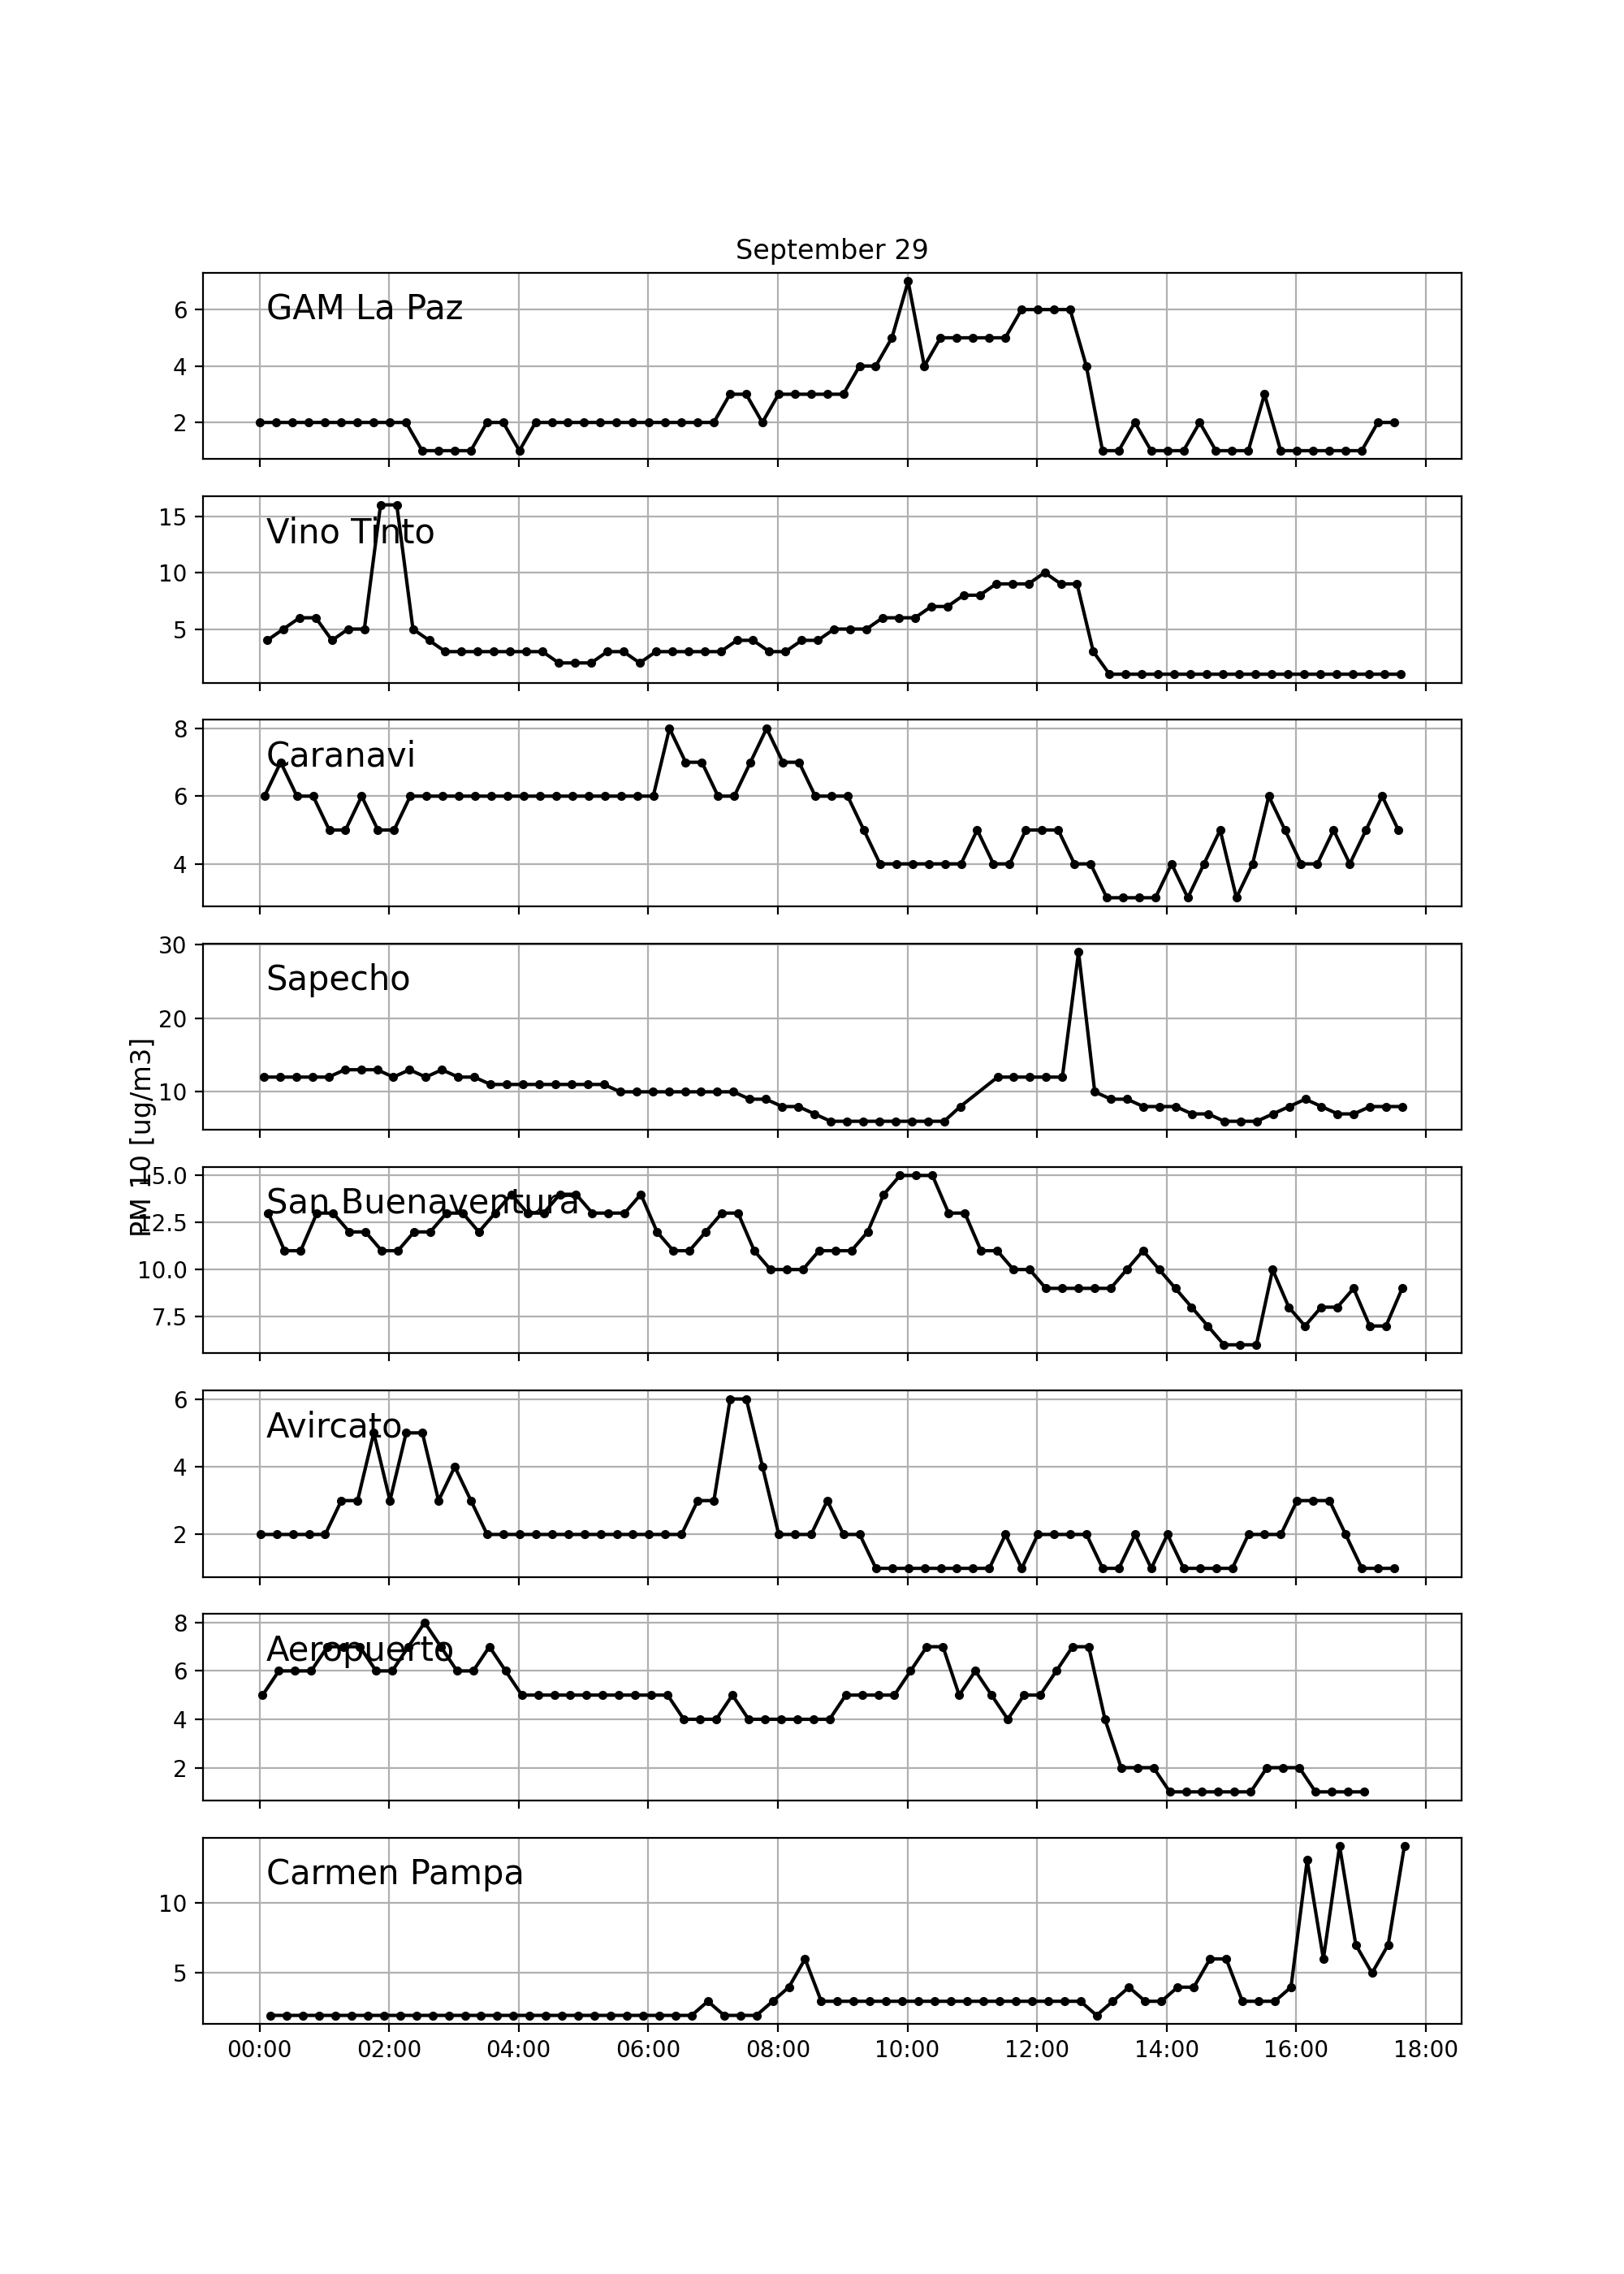 September 29
GAM La Paz
6
4
2
Vino Tinto
15
10
5
Caranavi
8
6
4
Sapecho
30
20
10
PM 10 [ug/m3]
San Buenaventura
15.0
12.5
10.0
7.5
Avircato
6
4
2
Aeropuerto
8
6
4
2
Carmen Pampa
10
5
00:00 02:00 04:00 06:00 08:00 10:00 12:00 14:00 16:00 18:00